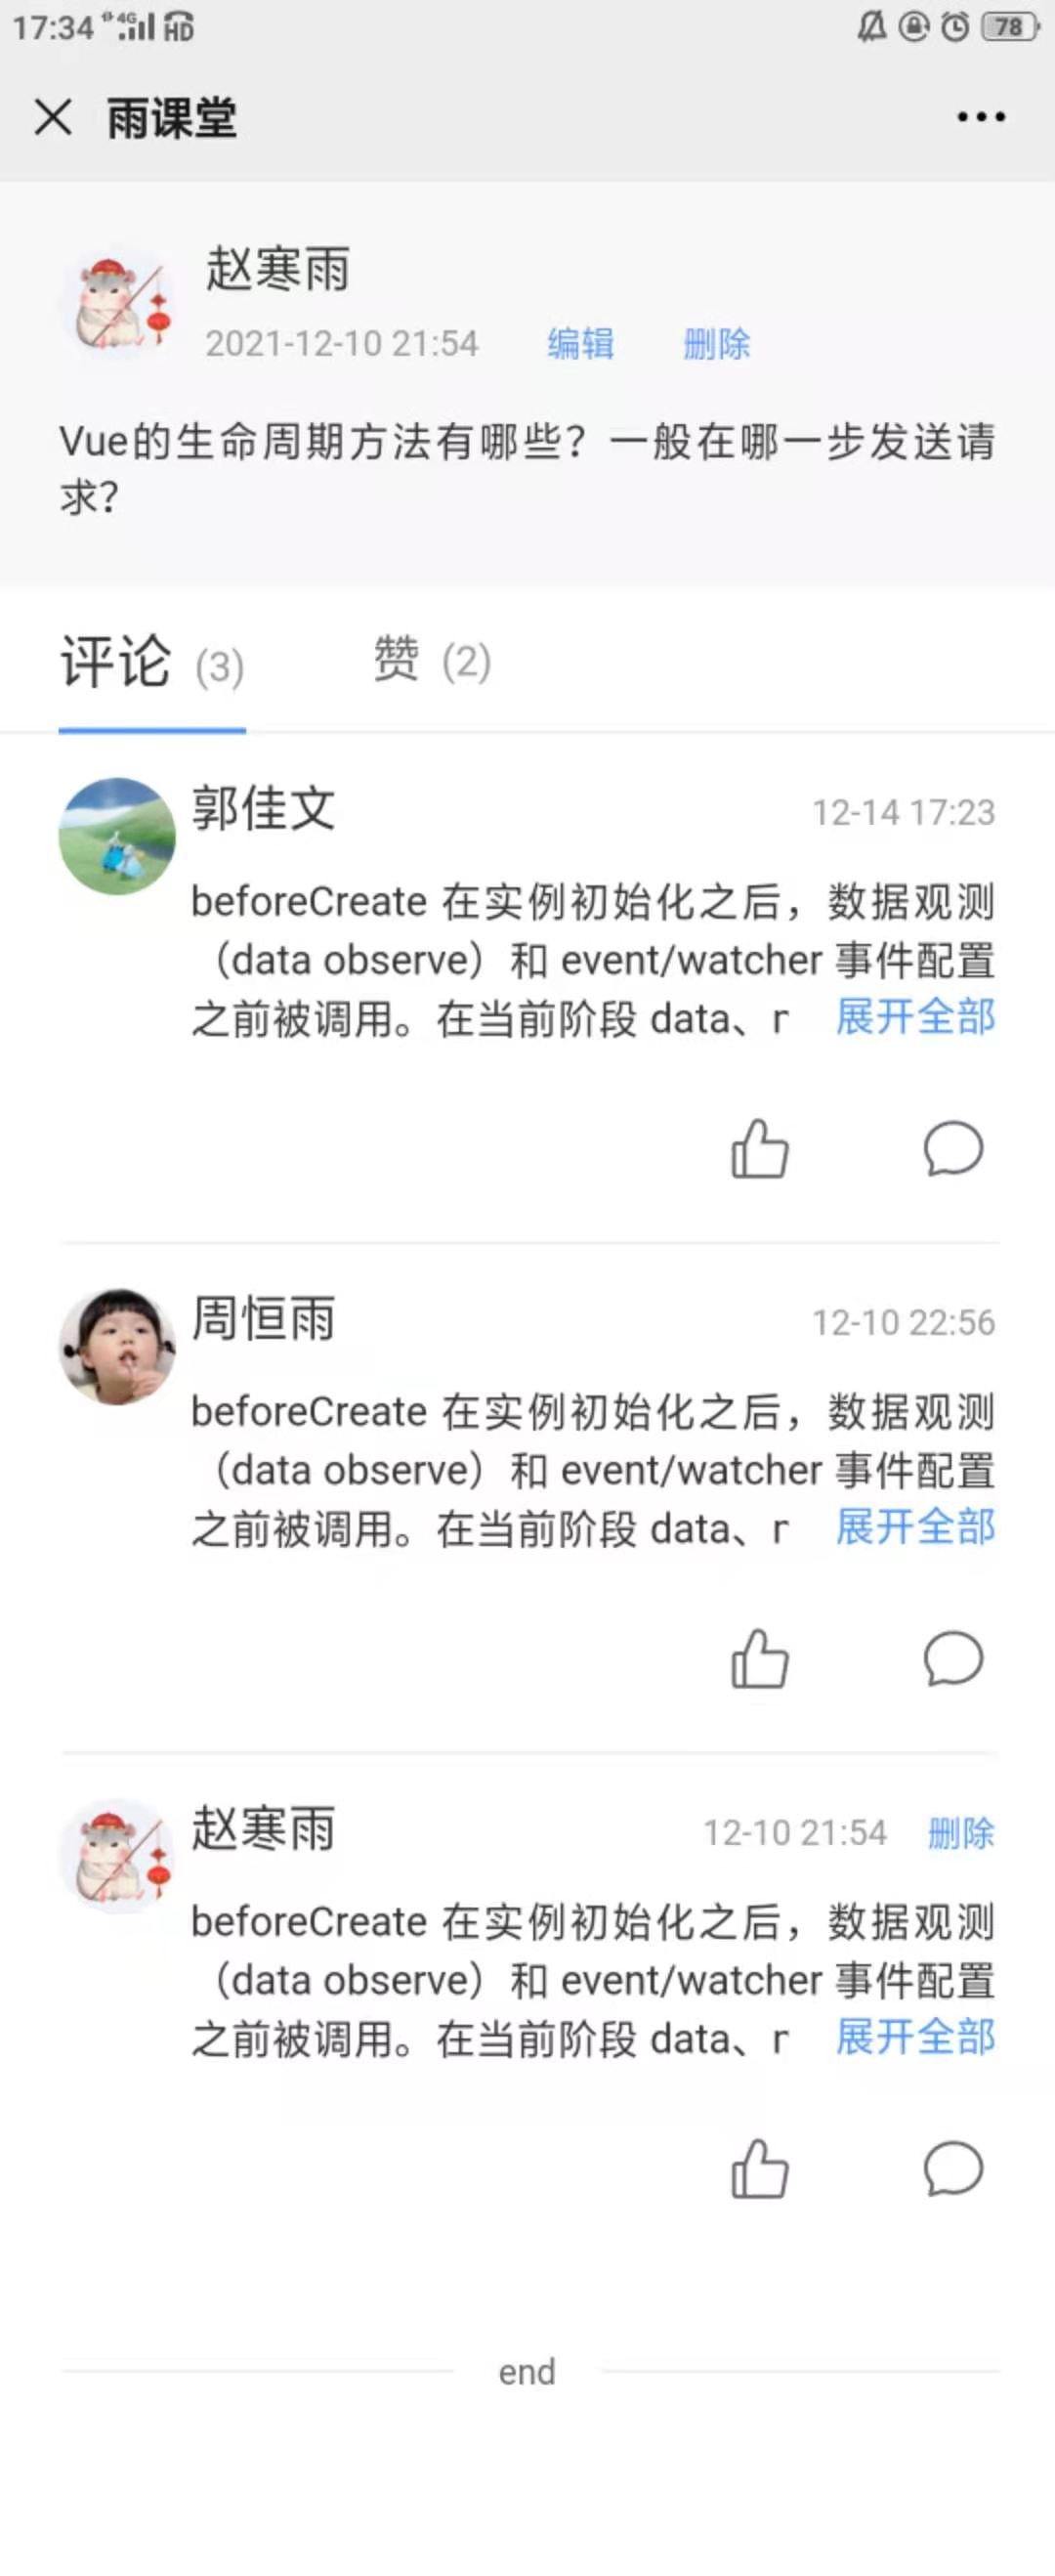 17:34 4G HD 78
雨课堂
赵寒雨
2021-12-10 21:54 编辑 删除
Vue的生命周期方法有哪些？一般在哪一步发送请
求？
评论 (3) 赞 (2)
郭佳文 12-14 17:23
beforeCreate 在实例初始化之后，数据观测
（data observe）和 event/watcher 事件配置
之前被调用。在当前阶段 data、r 展开全部
周恒雨 12-10 22:56
beforeCreate 在实例初始化之后，数据观测
（data observe）和 event/watcher 事件配置
之前被调用。在当前阶段 data、r 展开全部
赵寒雨 12-10 21:54 删除
beforeCreate 在实例初始化之后，数据观测
（data observe）和 event/watcher 事件配置
之前被调用。在当前阶段 data、r 展开全部
end